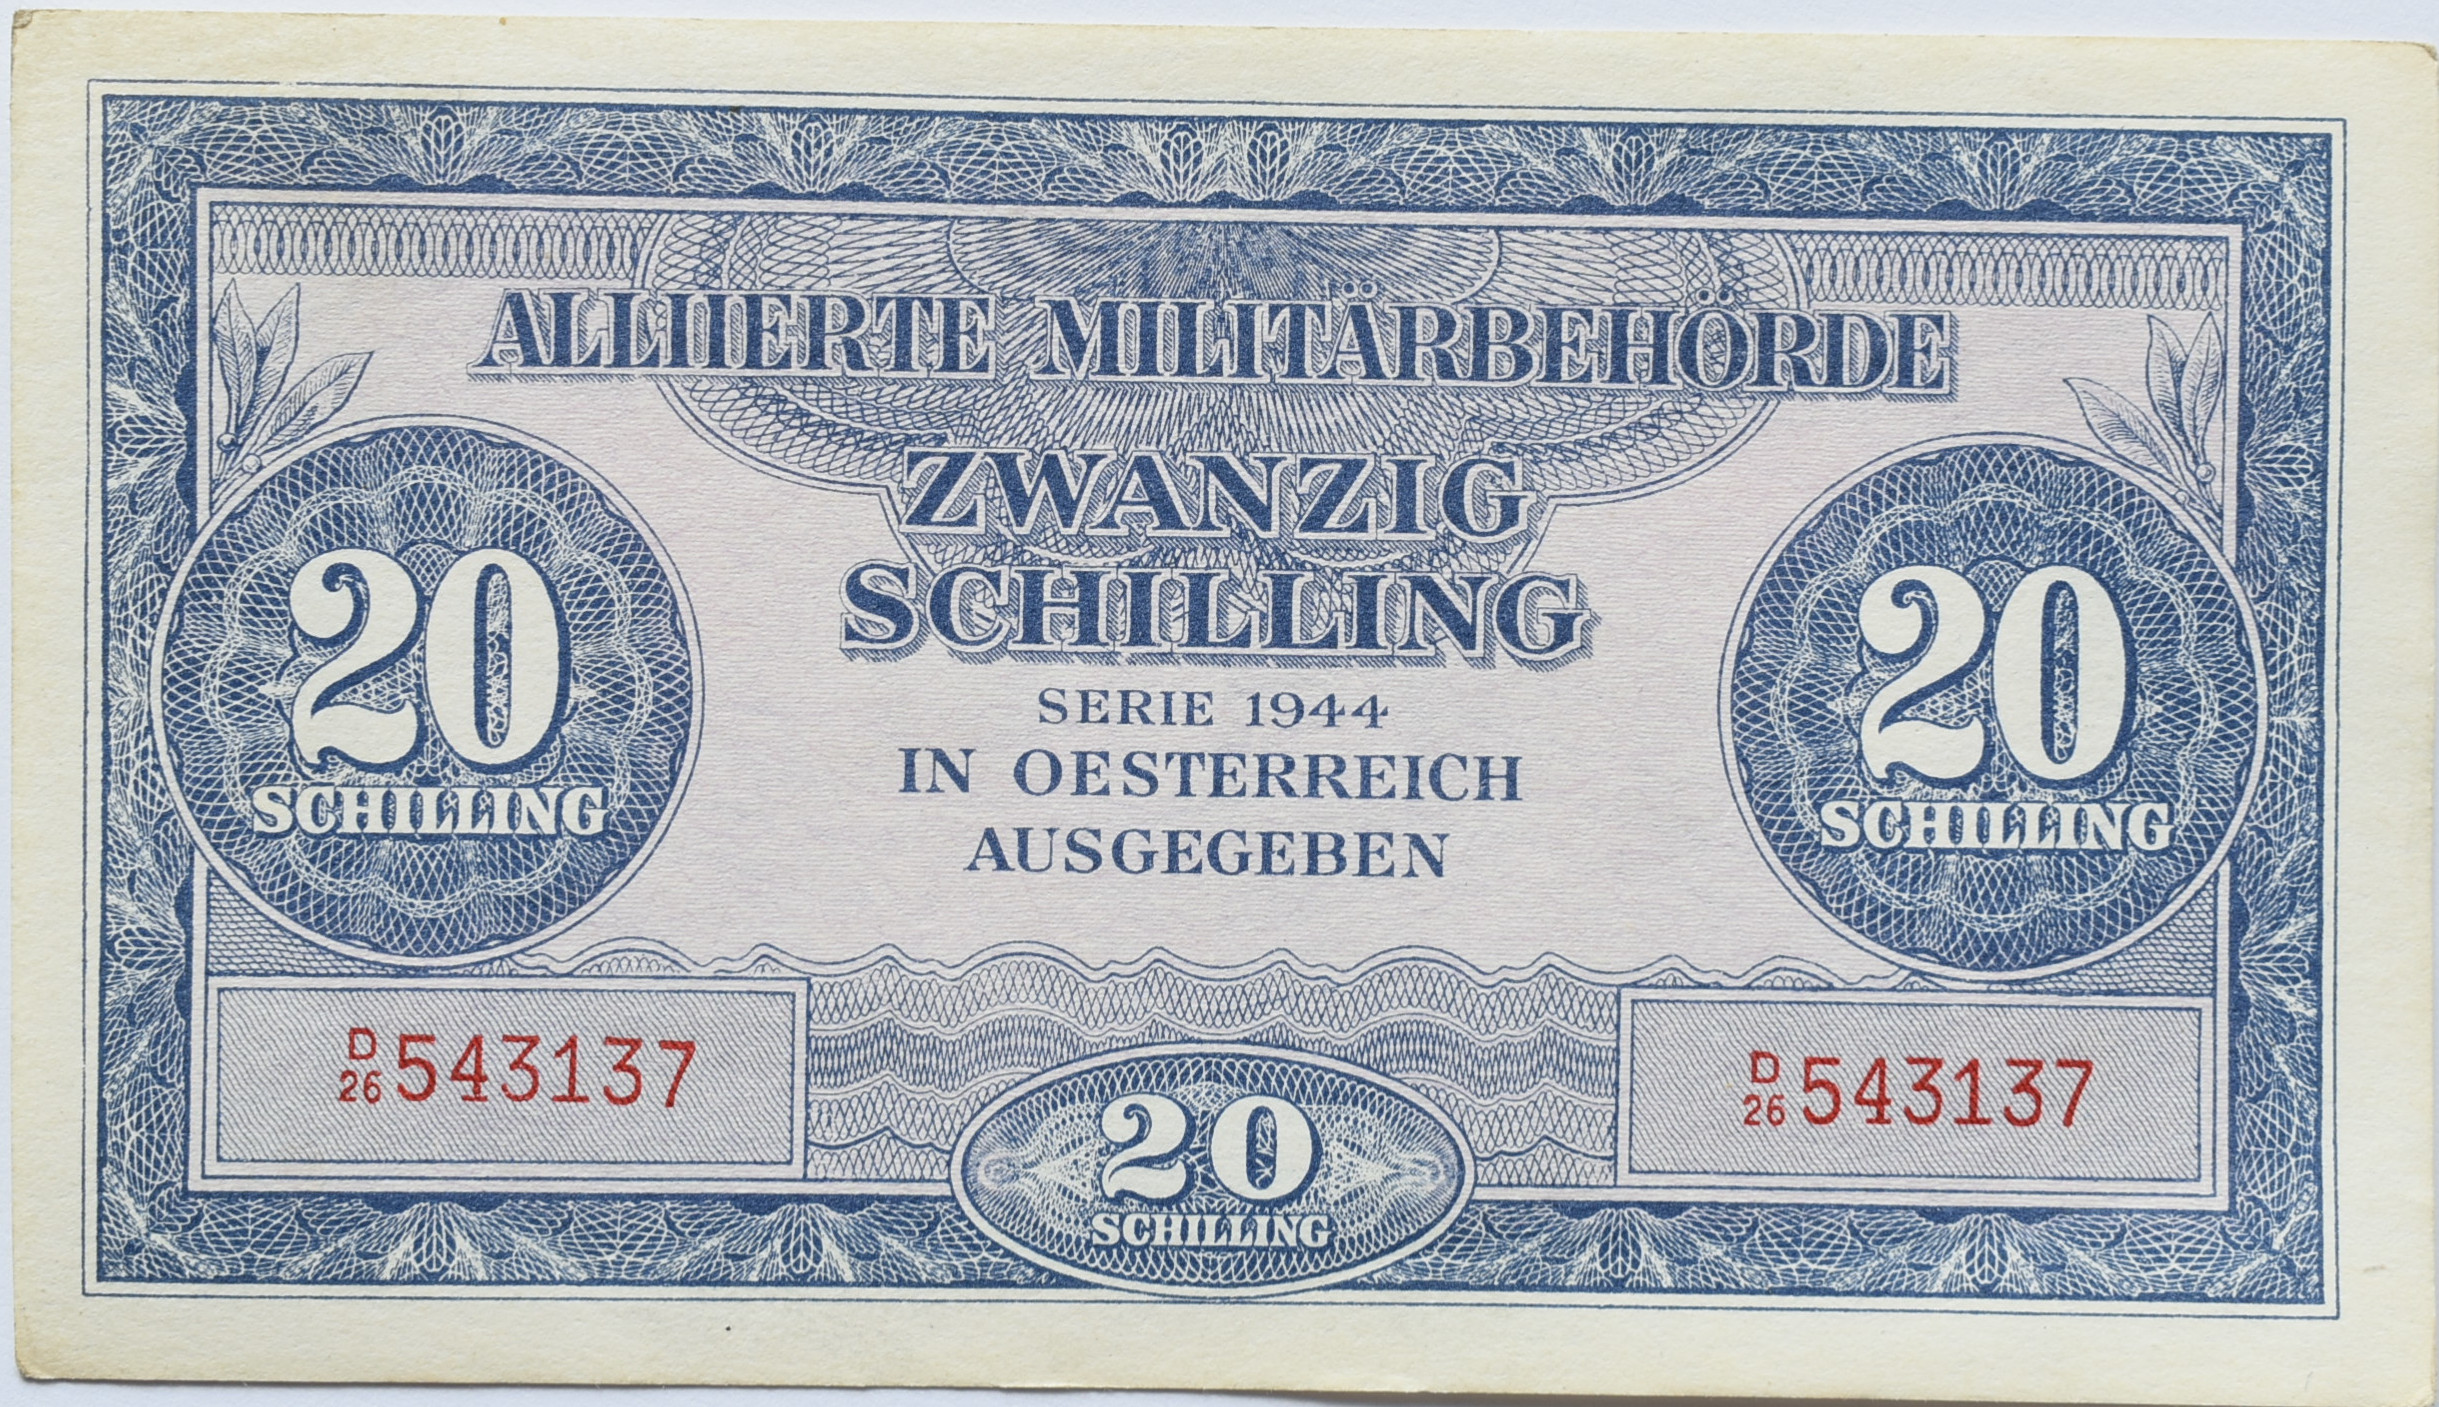 ALLIIERTE MILITÄRBEHÖRDE
ZWANZIG
SCHILLING
SERIE 1944
IN OESTERREICH
AUSGEGEBEN
20
SCHILLING
20
SCHILLING
D
26 543137
20
SCHILLING
D
26 543137